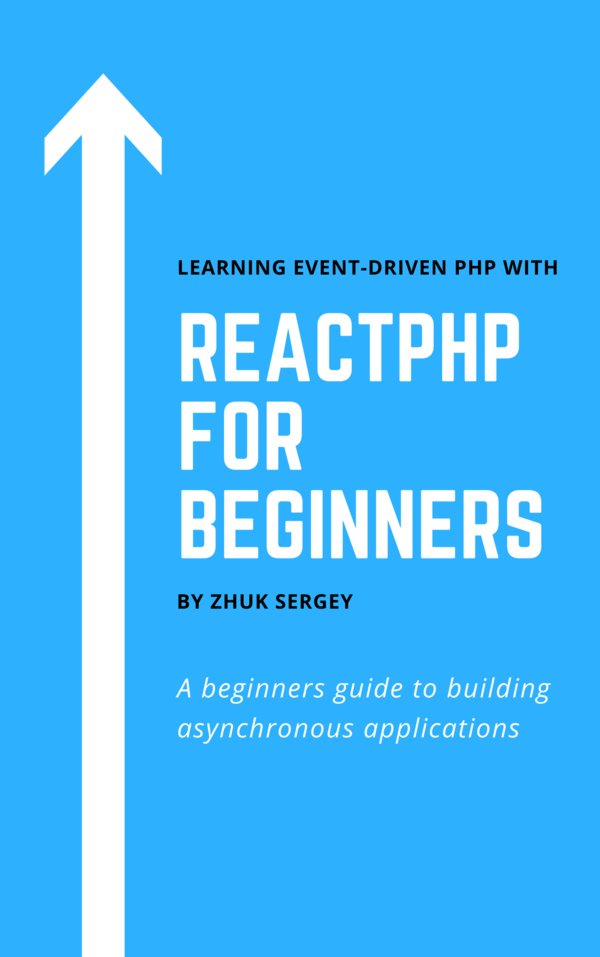 LEARNING EVENT-DRIVEN PHP WITH
REACTPHP
FOR
BEGINNERS
BY ZHUK SERGEY
A beginners guide to building
asynchronous applications